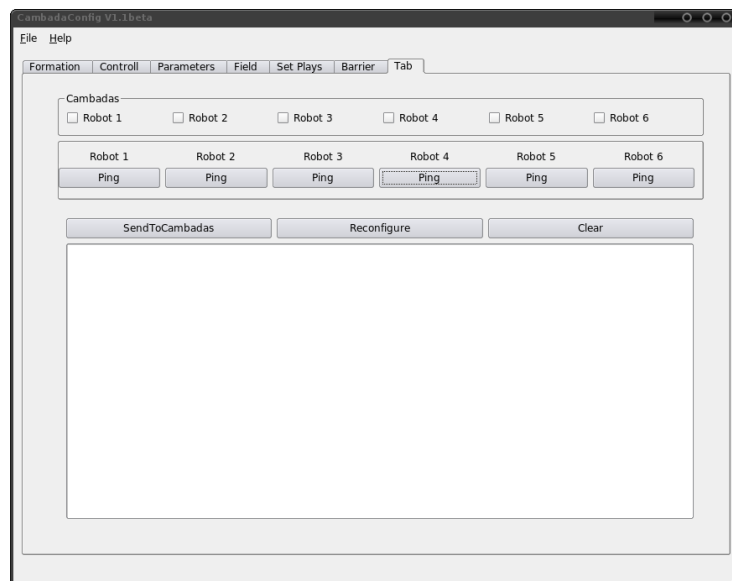 CambadaConfig V1.1beta
File Help
Formation Controll Parameters Field Set Plays Barrier Tab
Cambadas
Robot 1 Robot 2 Robot 3 Robot 4 Robot 5 Robot 6
Robot 1 Robot 2 Robot 3 Robot 4 Robot 5 Robot 6
Ping Ping Ping Ping Ping Ping
SendToCambadas Reconfigure Clear